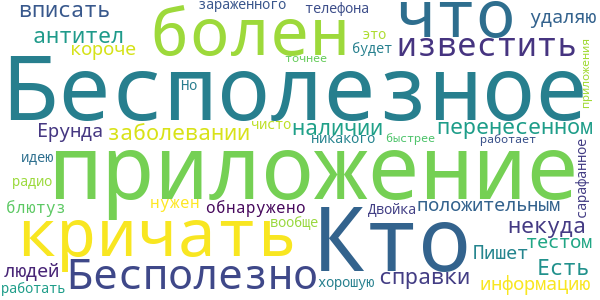 вписать зараженного телефона что удаляю
антител болен это известить
короче будет
Бесполезное точнее приложения
Но
Ерунда заболевании чисто наличии перенесенном
никакого быстрее работает
идею приложение сарафанное
радио нужен обнаружено Двойка положительным
блютуз вообще
кричать Кто некуда
тестом
Пишет
людей Бесполезно справки Есть
работать хорошую информацию